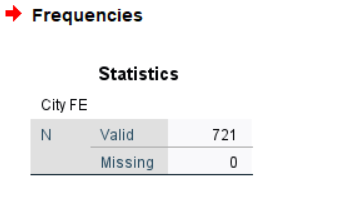 Frequencies
Statistics
City FE
N Valid 721
Missing 0